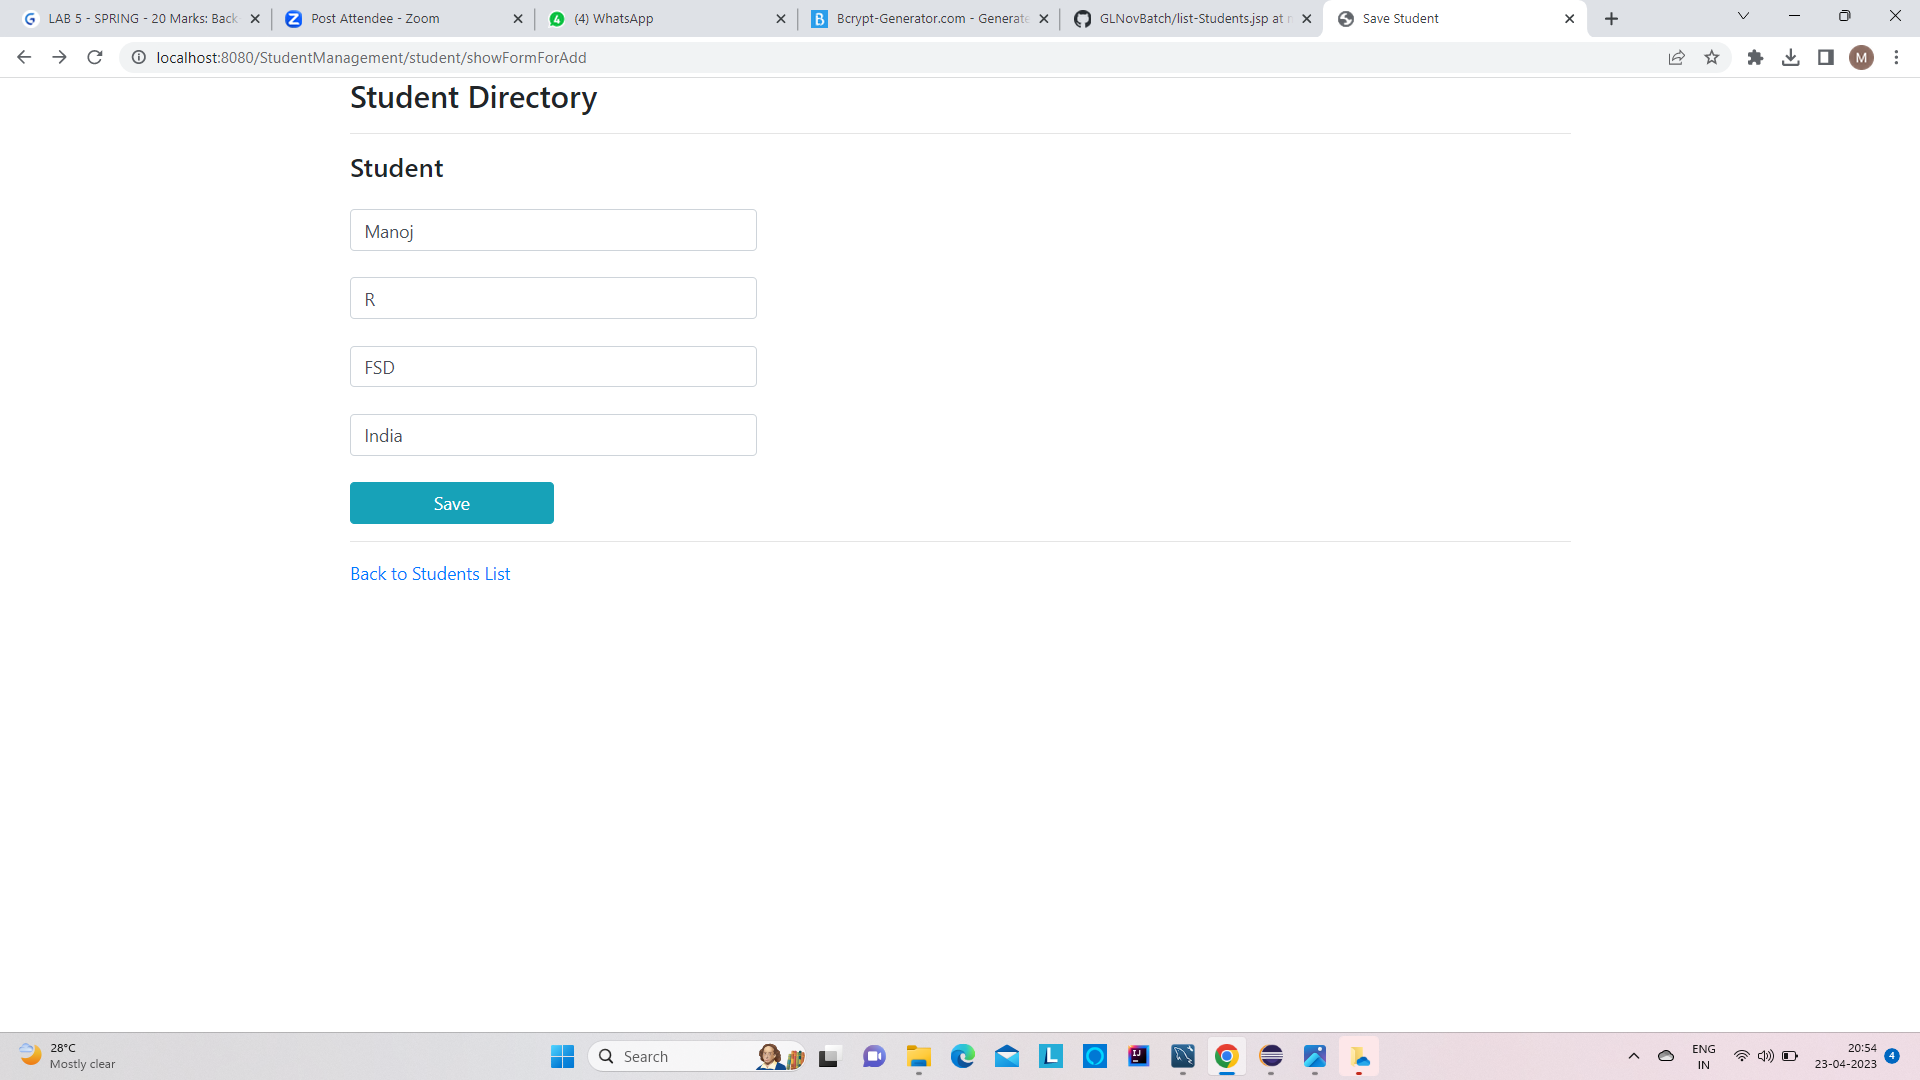 LAB 5 - SPRING - 20 Marks: Back
Post Attendee - Zoom
(4) WhatsApp
Bcrypt-Generator.com - Generate
GLNovBatch/list-Students.jsp at
Save Student
localhost:8080/StudentManagement/student/showFormForAdd
M
Student Directory
Student
Manoj
R
FSD
India
Save
Back to Students List
28°C
Mostly clear
Search
ENG
IN
20:54
23-04-2023
4